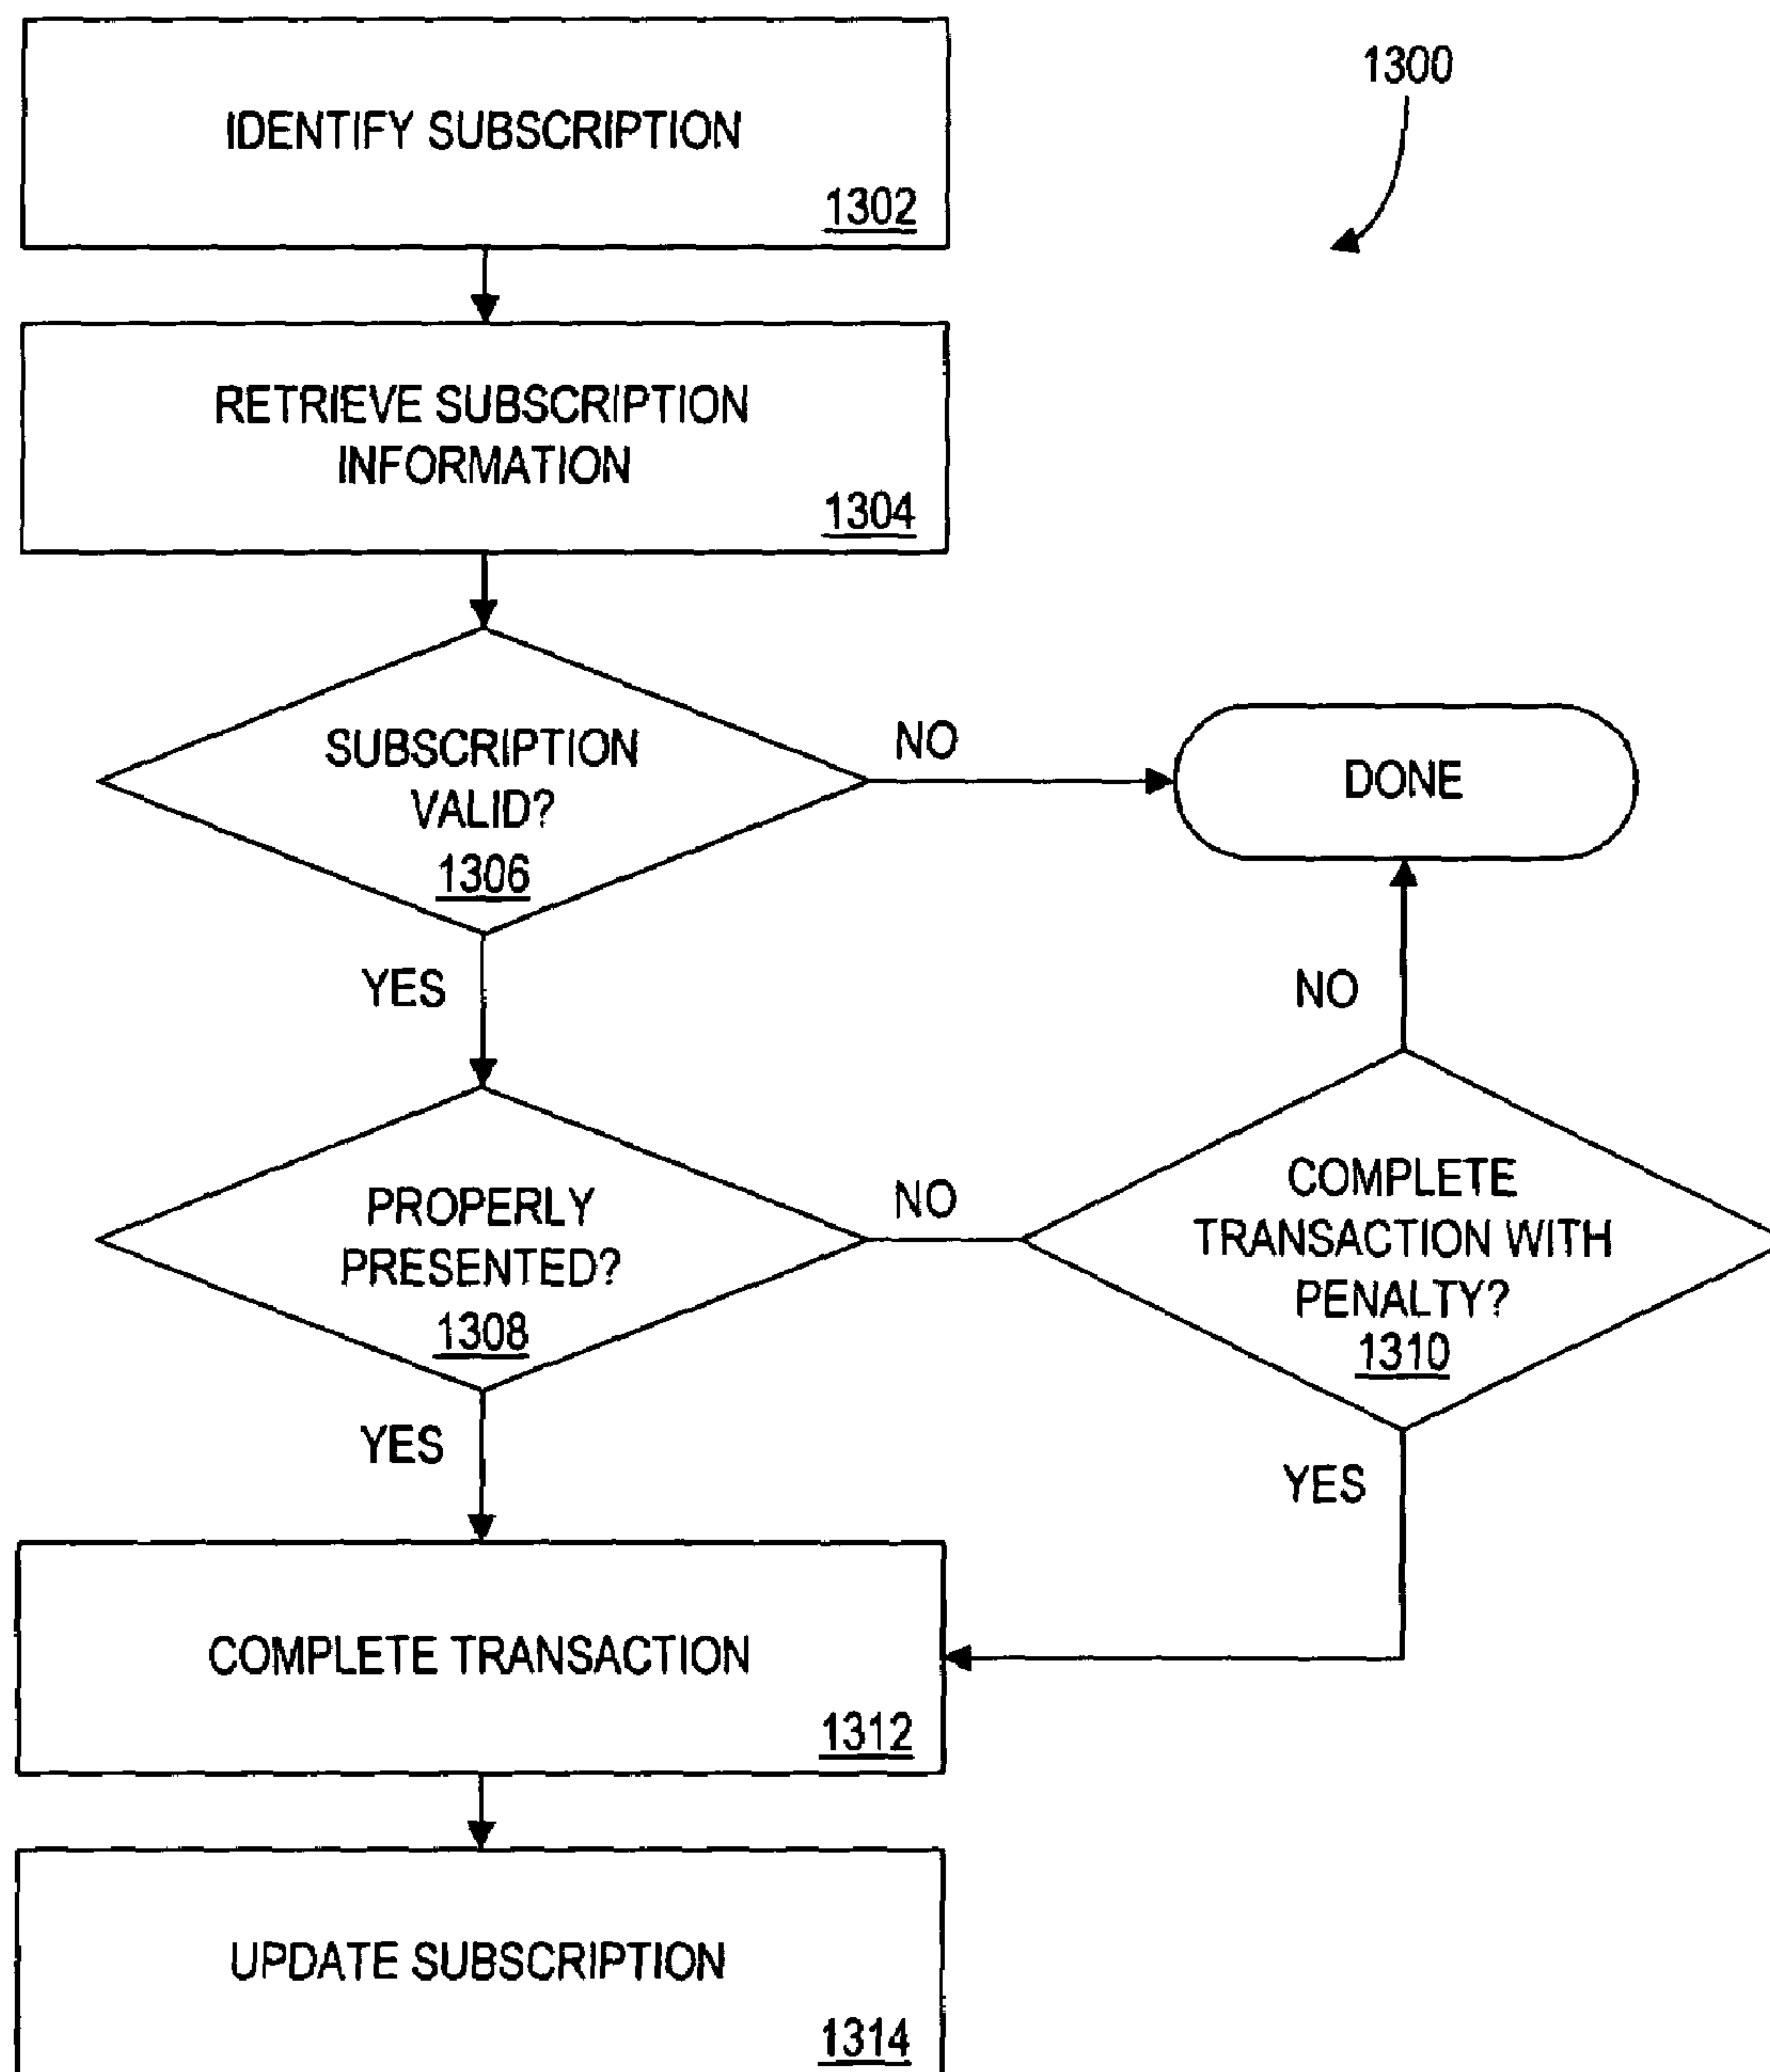 1300
IDENTIFY SUBSCRIPTION
1302
RETRIEVE SUBSCRIPTION
INFORMATION
1304
SUBSCRIPTION
VALID?
1306
NO
DONE
YES
NO
PROPERLY
PRESENTED?
1308
NO
COMPLETE
TRANSACTION WITH
PENALTY?
1310
YES
YES
COMPLETE TRANSACTION
1312
UPDATE SUBSCRIPTION
1314